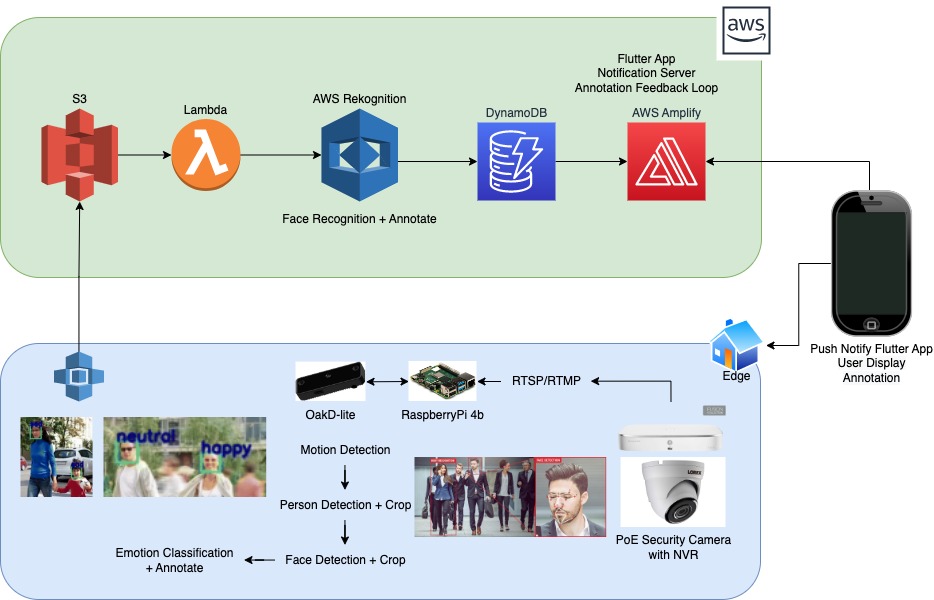 aws
Flutter App
Notification Server
Annotation Feedback Loop
S3
Lambda
AWS Rekognition
DynamoDB
AWS Amplify
Face Recognition + Annotate
Push Notify Flutter App
User Display
Annotation
Edge
OakD-lite
RaspberryPi 4b
RTSP/RTMP
neutral
happy
Motion Detection
Person Detection + Crop
Face Detection + Crop
Emotion Classification
+ Annotate
LOREX
PoE Security Camera
with NVR